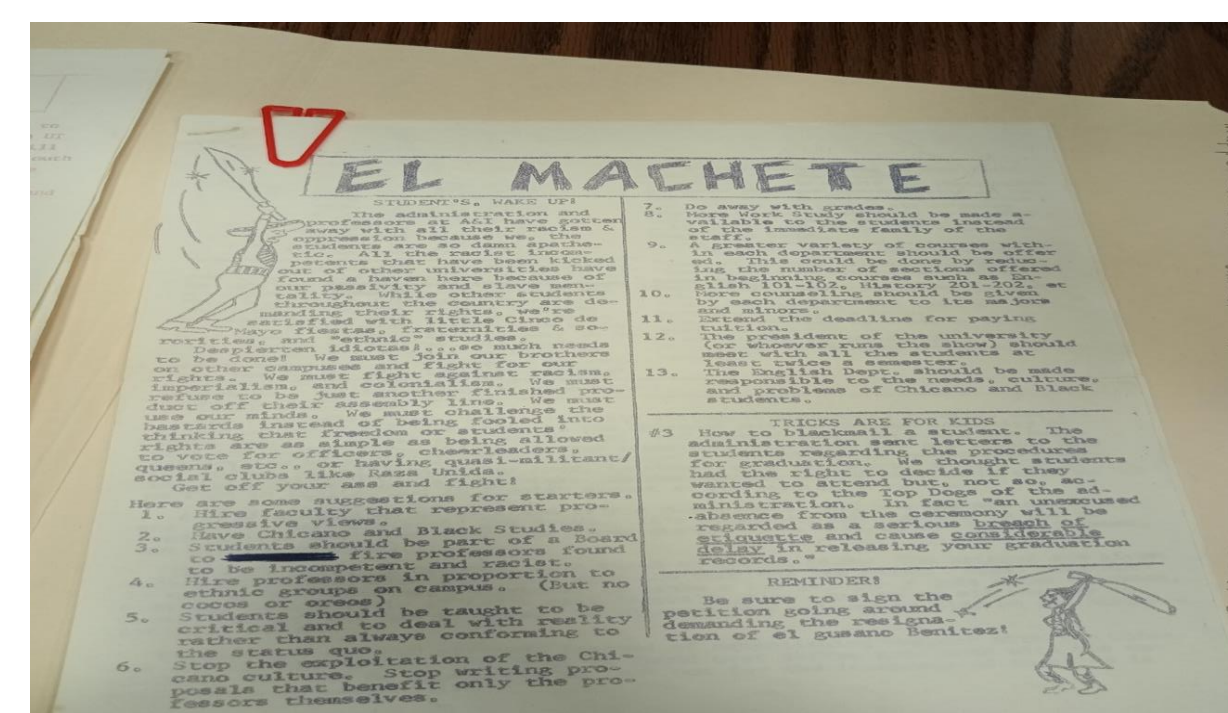 EL MACHETE
STUDENT'S, WAKE UP!
The administration and
professors at A&I have gotten
away with all their racism &
oppression because we, the
students are so damn apathe-
tic. All the racist incom-
petents that have been kicked
out of other universities have
found a haven here because of
our passivity and slave men-
tality. While other students
throughout the country are de-
manding their rights, we're
satisfied with little Cinco de
Mayo fiestas, fraternities & so-
rorities, and "ethnic" studies.
Despierten idiotas! ...so much needs
to be done! We must join our brothers
on other campuses and fight for our
rights. We must fight against racism,
imperialism, and colonialism. We must
refuse to be just another finished pro-
duct off their assembly line. We must
use our minds. We must challenge the
bastards instead of being fooled into
thinking that freedom or students'
rights are as simple as being allowed
to vote for officers, cheerleaders,
queens, etc., or having quasi-militant/
social clubs like Raza Unida.
Get off your ass and fight!
Here are some suggestions for starters.
1. Hire faculty that represent pro-
gressive views.
2. Have Chicano and Black Studies.
3. Students should be part of a Board
to fire professors found
to be incompetent and racist.
4. Hire professors in proportion to
ethnic groups on campus. (But no
cocos or oreos)
5. Students should be taught to be
critical and to deal with reality
rather than always conforming to
the status quo.
6. Stop the exploitation of the Chi-
cano culture. Stop writing pro-
posals that benefit only the pro-
fessors themselves.
7. Do away with grades.
8. More Work Study should be made a-
vailable to the students instead
of the immediate family of the
staff.
9. A greater variety of courses with-
in each department should be offer
ed. This could be done by reduc-
ing the number of sections offered
in beginning courses such as En-
glish 101-102, History 201-202, et
10. More counseling should be given
by each department to it majors
and minors.
11. Extend the deadline for paying
tuition.
12. The president of the university
(or whoever runs the show) should
meet with all the students at
least twice a semester.
13. The English Dept. should be made
responsible to the needs, culture,
and problems of Chicano and Black
students.
TRICKS ARE FOR KIDS
#3 How to blackmail a student. The
administration sent letters to the
students regarding the procedures
for graduation. We thought students
had the right to decide if they
wanted to attend but, not so, ac-
cording to the Top Dogs of the ad-
ministration. In fact "an unexcused
absence from the ceremony will be
regarded as a serious breach of
etiquette and cause considerable
delay in releasing your graduation
records."
REMINDER!
Be sure to sign the
petition going around
demanding the resigna-
tion of el gusano Benitez!